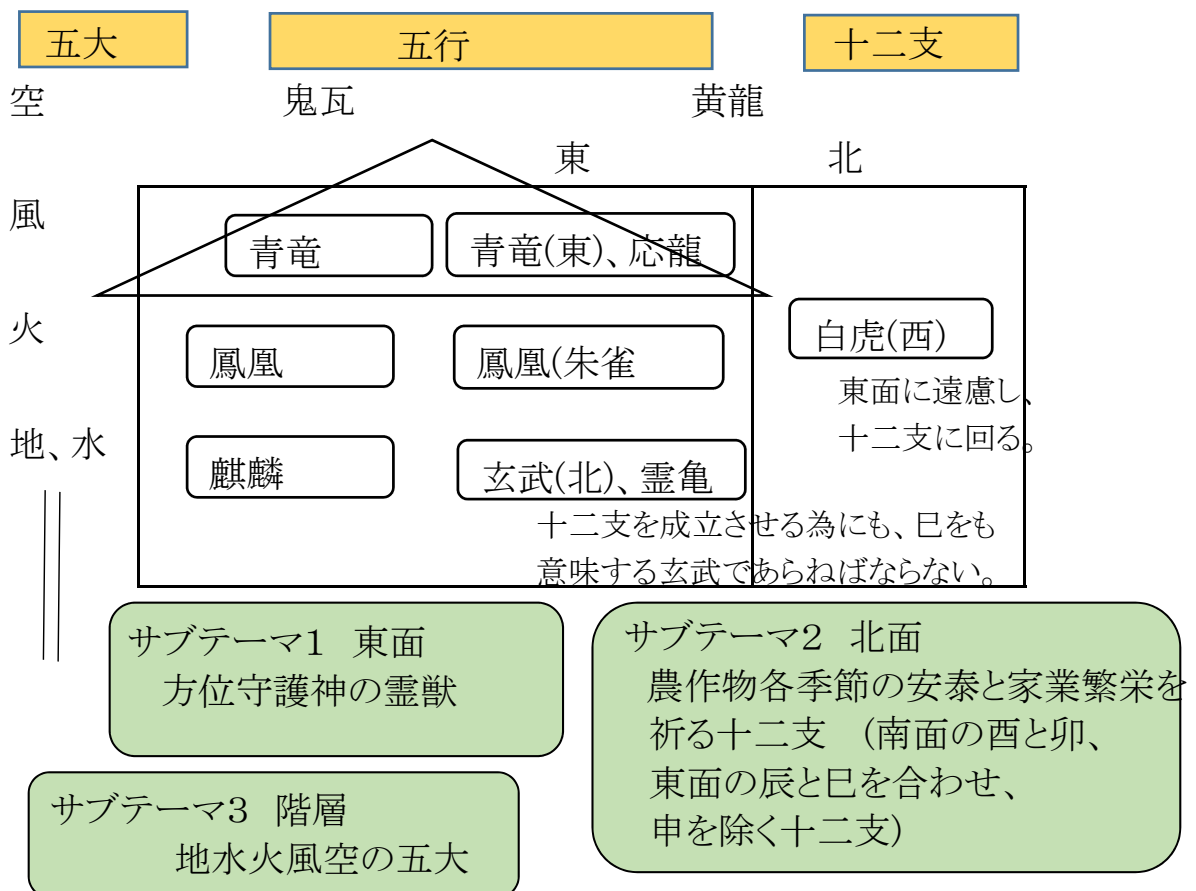 五大
五行
十二支
空
鬼瓦
黄龍
東
北
風
青竜
青竜(東)、応龍
火
鳳凰
鳳凰(朱雀
白虎(西)
東面に遠慮し、
十二支に回る。
地、水
麒麟
玄武(北)、霊亀
十二支を成立させる為にも、巳をも
意味する玄武であらねばならない。
サブテーマ1 東面
方位守護神の霊獣
サブテーマ2 北面
農作物各季節の安泰と家業繁栄を
祈る十二支 (南面の酉と卯、
東面の辰と巳を合わせ、
申を除く十二支)
サブテーマ3 階層
地水火風空の五大